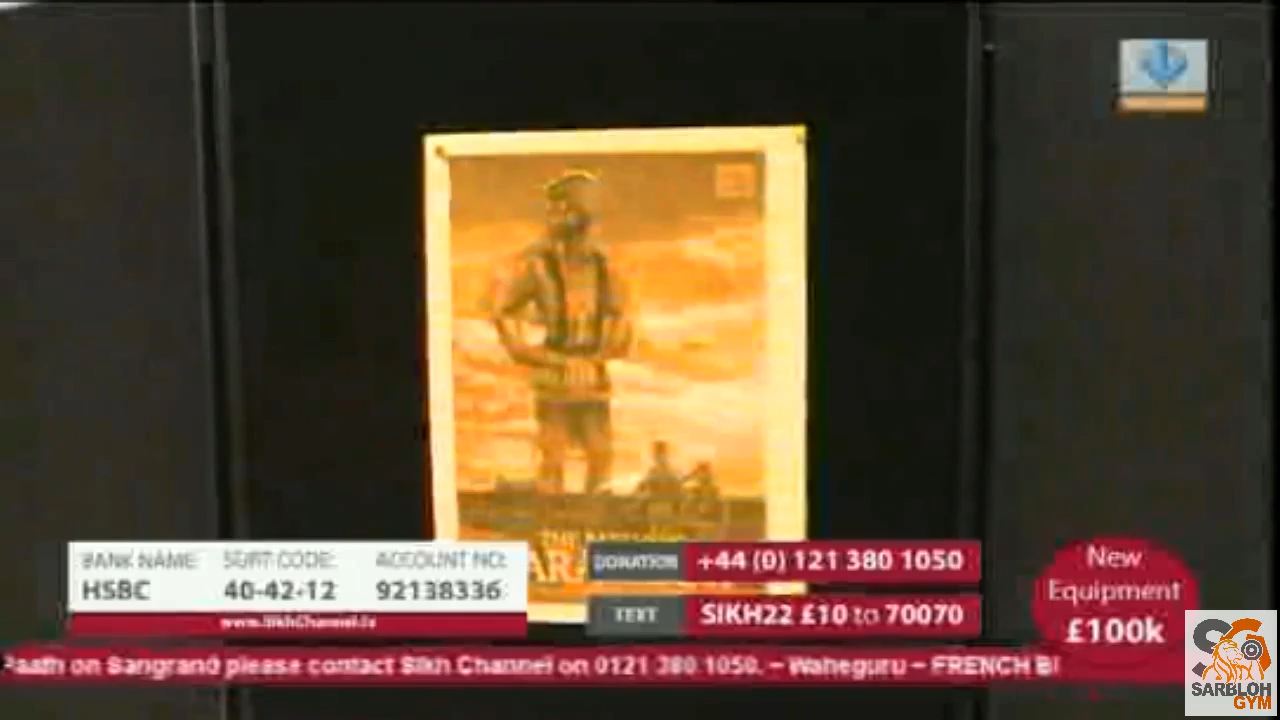 BANK NAME: SORT CODE: ACCOUNT NO:
HSBC 40-42-12 92138336
www.SikhChannel.tv
DONATION +44 (0) 121 380 1050
TEXT SIKH22 £10 to 70070
New
Equipment
£100k
Paath on Sangrand please contact Sikh Channel on 0121 380 1050. ~ Waheguru ~ FRENCH
SG
SARBLOH
GYM